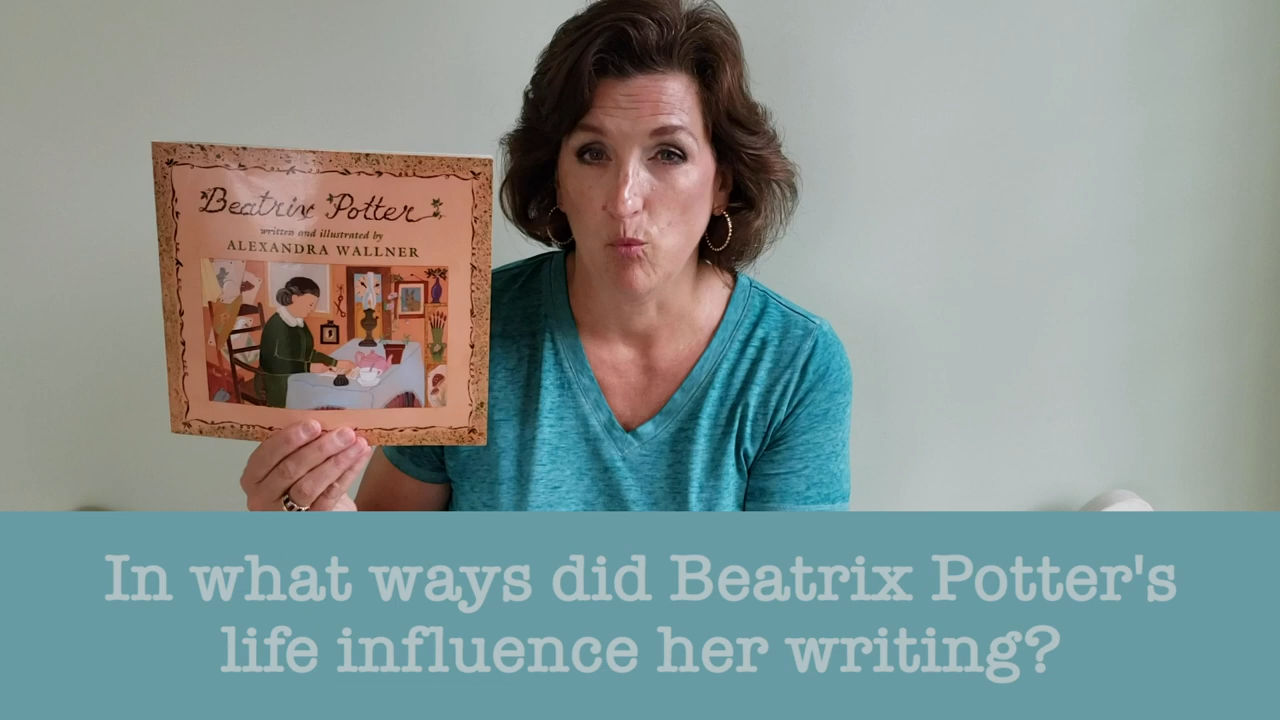 Beatrix Potter
written and illustrated by
ALEXANDRA WALLNER
In what ways did Beatrix Potter's
life influence her writing?